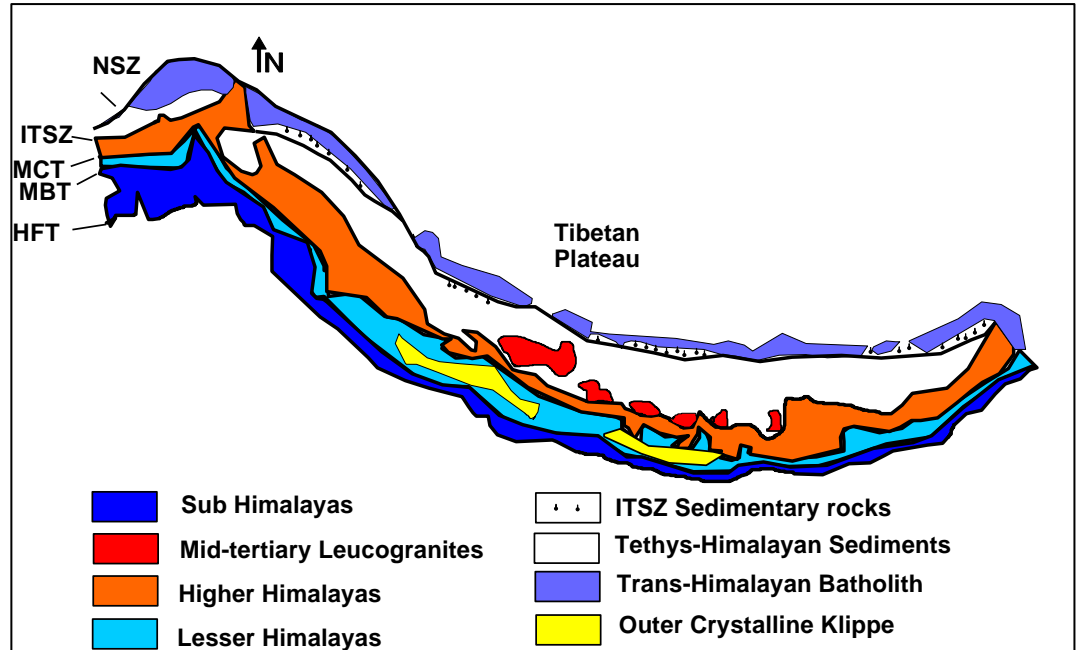 N
NSZ
ITSZ
MCT
MBT
HFT
Tibetan
Plateau
Sub Himalayas
Mid-tertiary Leucogranites
Higher Himalayas
Lesser Himalayas
ITSZ Sedimentary rocks
Tethys-Himalayan Sediments
Trans-Himalayan Batholith
Outer Crystalline Klippe